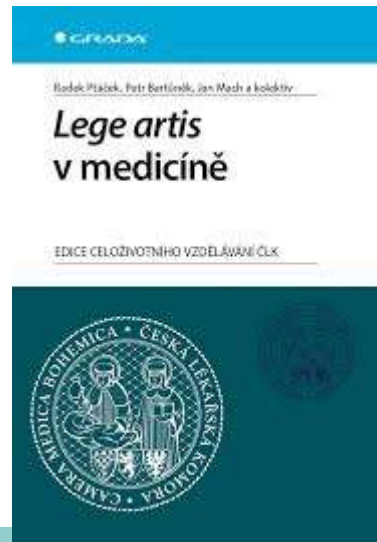 GRADA
Radek Ptáček, Petr Bartůněk, Jan Mach a kolektiv
Lege artis
v medicíně
EDICE CELOŽIVOTNÍHO VZDĚLÁVÁNÍ ČLK
CAMERA MEDICA BOHEMICA • ČESKÁ LÉKAŘSKÁ KOMORA •